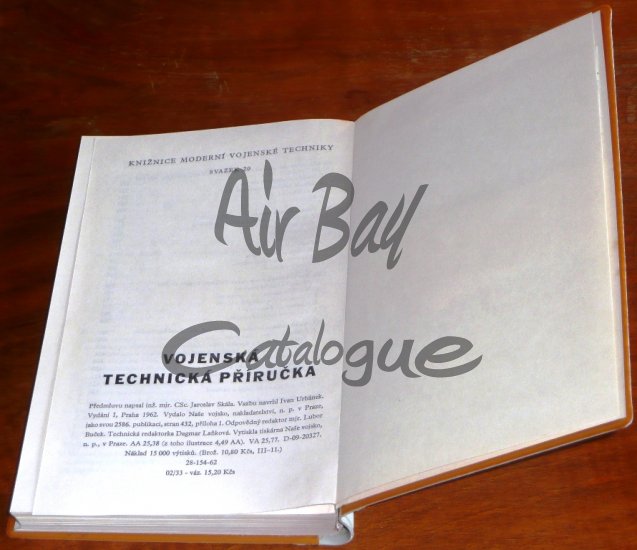 KNIŽNICE MODERNÍ VOJENSKÉ TECHNIKY
SVAZEK 20
Air Bay
Catalogue
VOJENSKÁ
TECHNICKÁ PŘÍRUČKA
Předmluvu napsal inž. mjr. CSc. Jaroslav Skála. Vazbu navrhl Ivan Urbánek.
Vydání I, Praha 1962. Vydalo Naše vojsko, nakladatelství, n. p. v Praze,
jako svou 2586. publikaci, stran 432, příloha 1. Odpovědný redaktor mjr. Lubor
Buček. Technická redaktorka Dagmar Lažková. Vytiskla tiskárna Naše vojsko,
n. p., v Praze. AA 25,38 (z toho ilustrace 4,49 AA). VA 25,77. D-09-20327.
Náklad 15 000 výtisků. (Brož. 10,80 Kčs, III–11.)
28-154-62
02/33 – váz. 15,20 Kčs